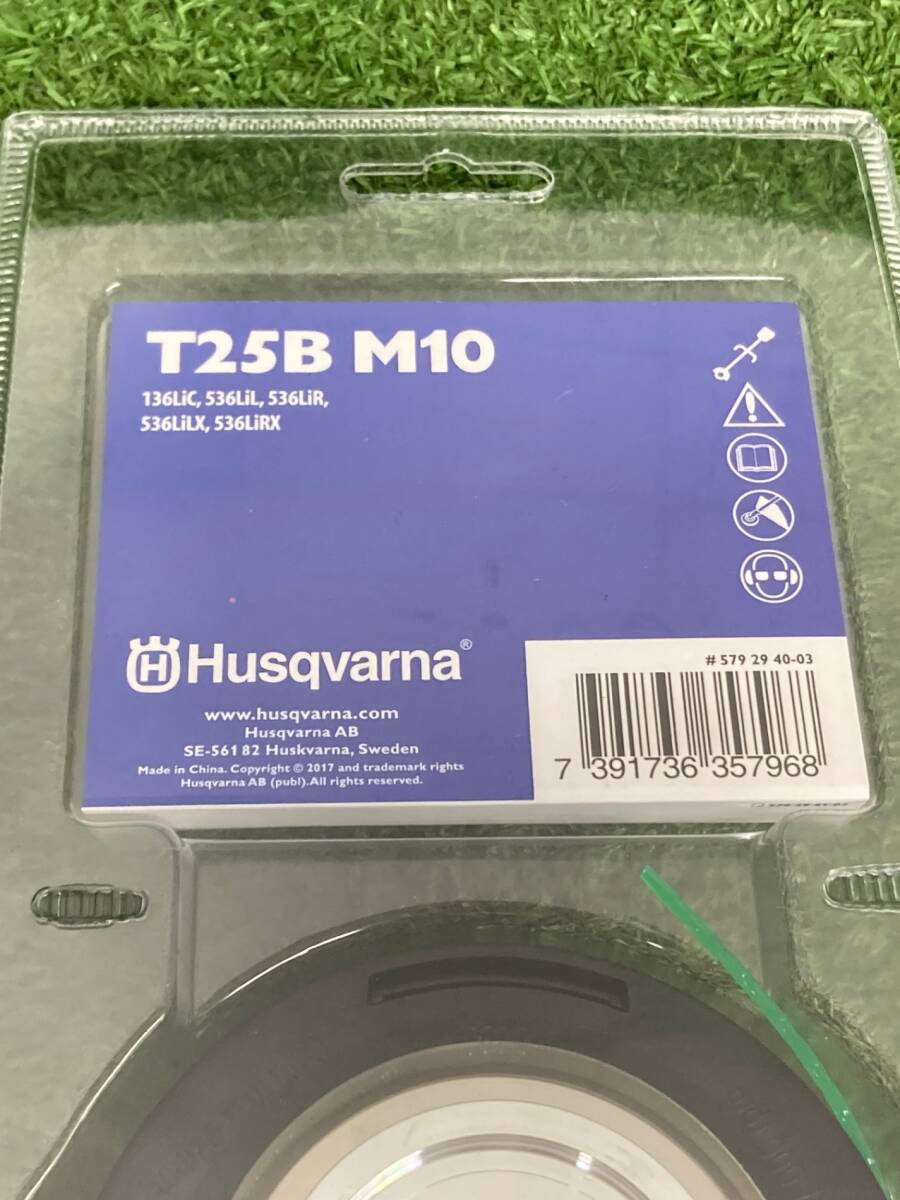 T25B M10
136LiC, 536LiL, 536LiR,
536LiLX, 536LiRX
Husqvarna®
www.husqvarna.com
Husqvarna AB
SE-561 82 Huskvarna, Sweden
Made in China. Copyright © 2017 and trademark rights
Husqvarna AB (publ). All rights reserved.
# 579 29 40-03
7 391736 357968